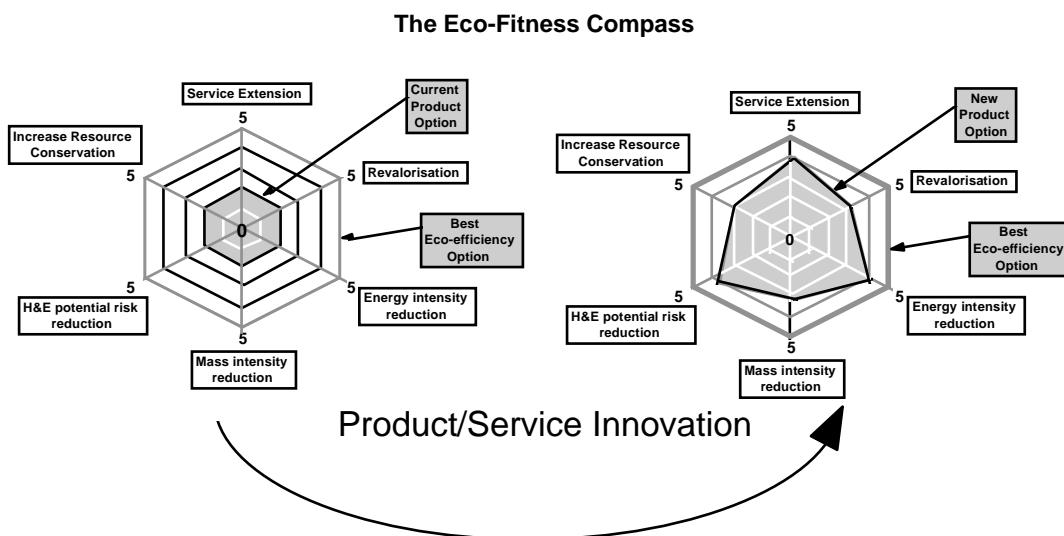 The Eco-Fitness Compass
Service Extension
5
Current
Product
Option
Increase Resource
Conservation
5
5
Revalorisation
0
Best
Eco-efficiency
Option
5
5
H&E potential risk
reduction
Energy intensity
reduction
5
Mass intensity
reduction
Service Extension
5
New
Product
Option
Increase Resource
Conservation
5
5
Revalorisation
0
Best
Eco-efficiency
Option
5
5
H&E potential risk
reduction
Energy intensity
reduction
5
Mass intensity
reduction
Product/Service Innovation